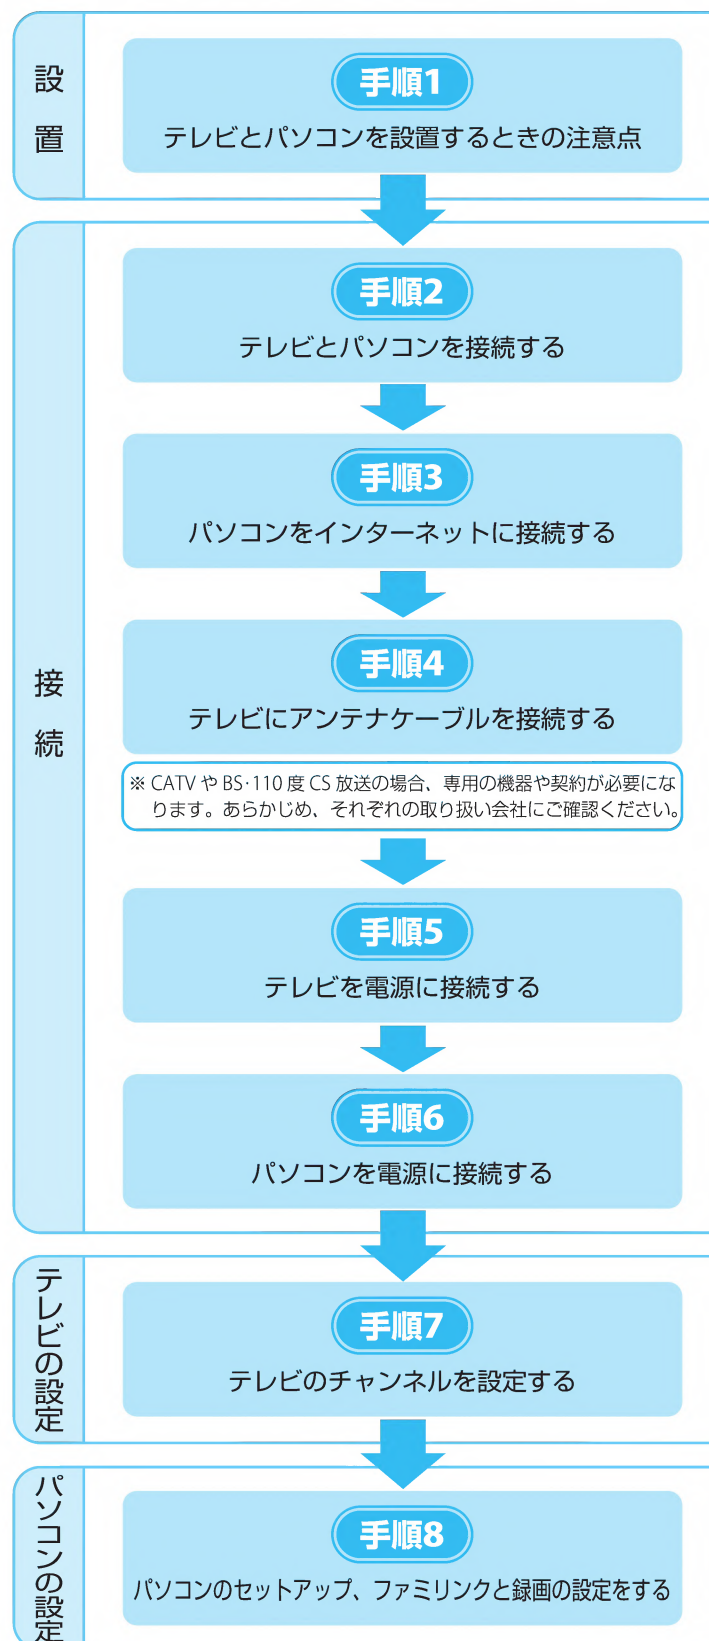 設置
手順1
テレビとパソコンを設置するときの注意点
接続
手順2
テレビとパソコンを接続する
手順3
パソコンをインターネットに接続する
手順4
テレビにアンテナケーブルを接続する
※ CATV や BS･110 度 CS 放送の場合、専用の機器や契約が必要にな
ります。あらかじめ、それぞれの取り扱い会社にご確認ください。
手順5
テレビを電源に接続する
手順6
パソコンを電源に接続する
テレビの設定
手順7
テレビのチャンネルを設定する
パソコンの設定
手順8
パソコンのセットアップ、ファミリンクと録画の設定をする